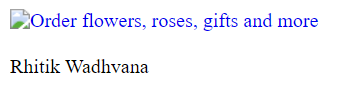 Order flowers, roses, gifts and more
Rhitik Wadhvana